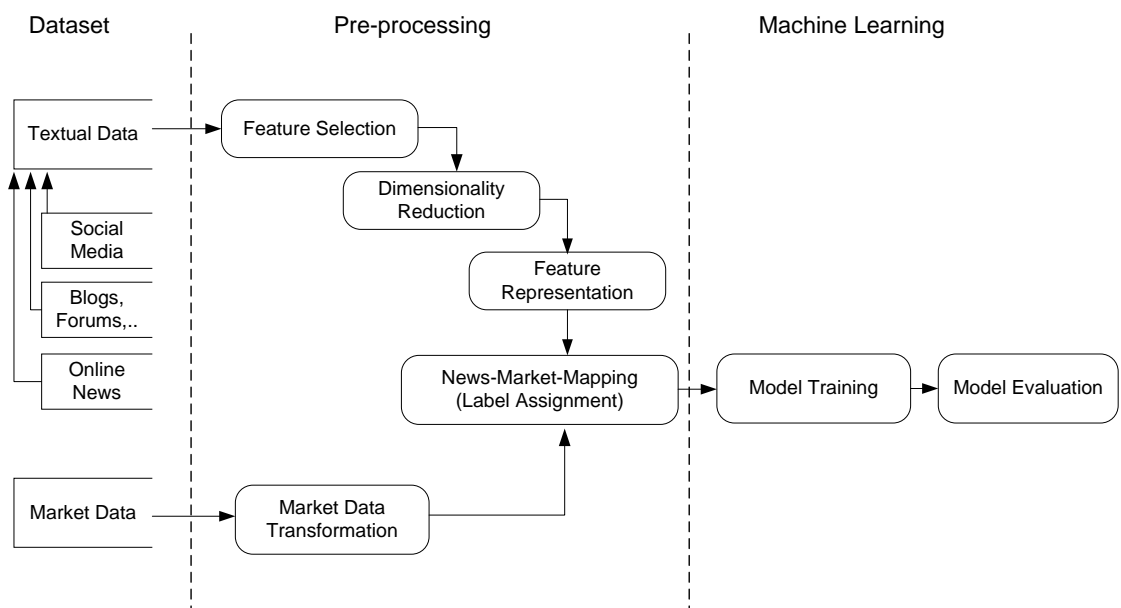 Dataset
Pre-processing
Machine Learning
Textual Data
Feature Selection
Dimensionality
Reduction
Social
Media
Feature
Representation
Blogs,
Forums,..
Online
News
News-Market-Mapping
(Label Assignment)
Model Training
Model Evaluation
Market Data
Market Data
Transformation